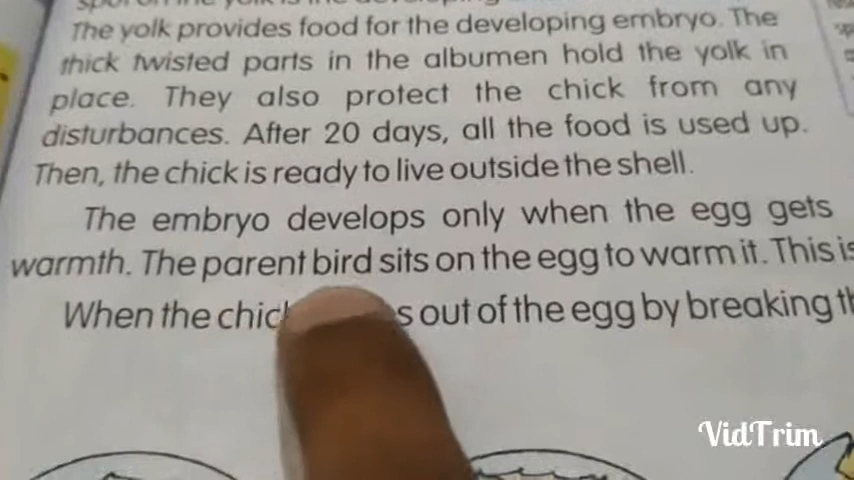 The yolk provides food for the developing embryo. The
thick twisted parts in the albumen hold the yolk in
place. They also protect the chick from any
disturbances. After 20 days, all the food is used up.
Then, the chick is ready to live outside the shell.
The embryo develops only when the egg gets
warmth. The parent bird sits on the egg to warm it. This is
When the out of the egg by breaking
VidTrim